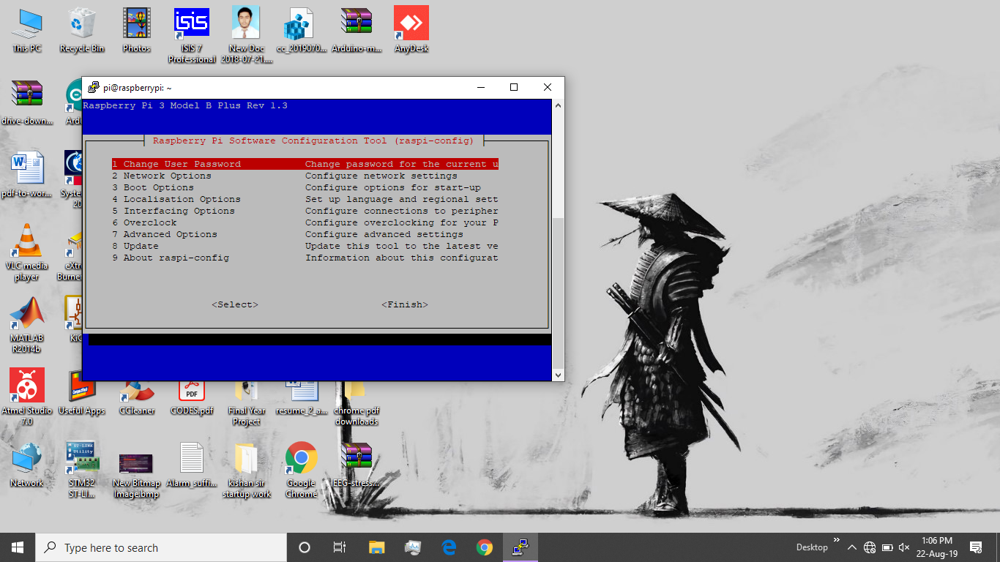 This PC
Recycle Bin
Photos
ISIS
ISIS 7
Professional
New Doc
2018-07-21....
cc_2019070...
Arduino-m...
AnyDesk
drive-down...
Ardu
pdf-to-wor...
Syste
20
VLC media
player
eXtr
Burne
MATLAB
R2014b
KiC
Atmel Studio
7.0
Useful Apps
CCleaner
PDF
CODES.pdf
Final Year
Project
resume_2_a...
chrome pdf
downloads
Network
ST-LINK
Utility
STM32
ST-LI...
New Bitmap
Image.bmp
Alarm_suffi...
kishan sir
startup work
Google
Chrome
EEG-stress...
pi@raspberrypi: ~
Raspberry Pi 3 Model B Plus Rev 1.3
Raspberry Pi Software Configuration Tool (raspi-config)
1 Change User Password Change password for the current u
2 Network Options Configure network settings
3 Boot Options Configure options for start-up
4 Localisation Options Set up language and regional sett
5 Interfacing Options Configure connections to peripher
6 Overclock Configure overclocking for your P
7 Advanced Options Configure advanced settings
8 Update Update this tool to the latest ve
9 About raspi-config Information about this configurat
<Select> <Finish>
Type here to search
Desktop
1:06 PM
22-Aug-19